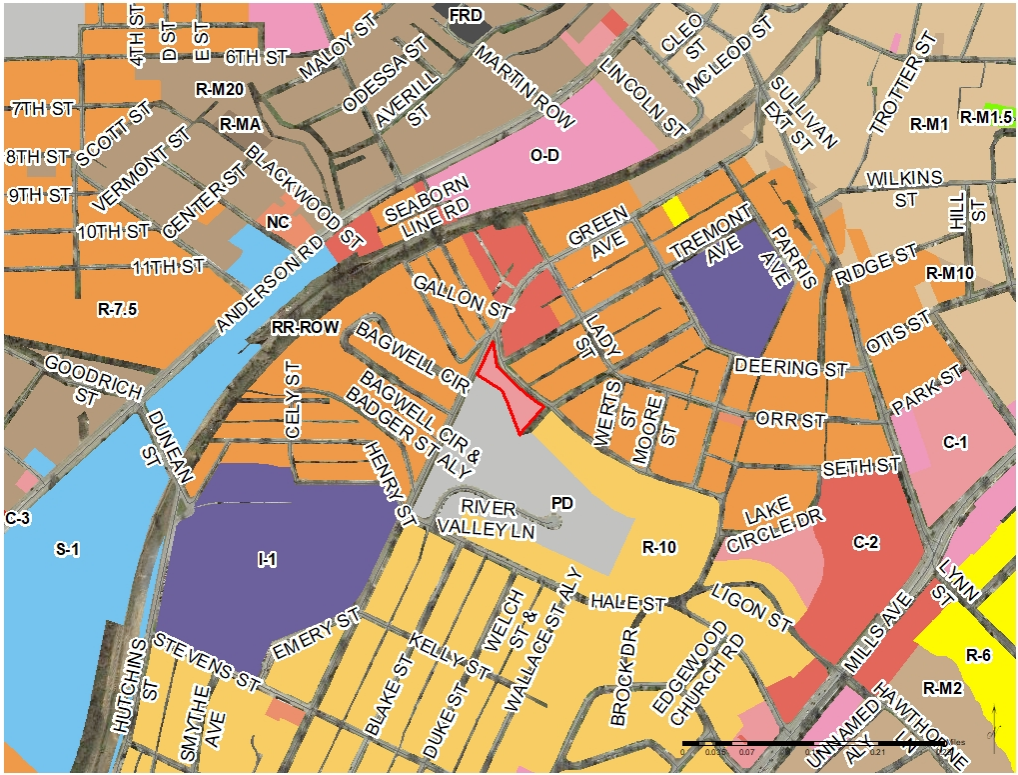 FRD
4TH ST
D ST
E ST
6TH ST
MALOY ST
ODESSA ST
AVERILL
ST
MARTIN ROW
LINCOLN ST
CLEO
ST
MCLEOD ST
SULLIVAN
EXT ST
TROTTER ST
R-M20
R-MA
7TH ST
SCOTT ST
8TH ST
VERMONT ST
9TH ST
CENTER ST
BLACKWOOD ST
O-D
R-M1
R-M1.5
WILKINS
ST
HILL
ST
SEABORN
LINE RD
NC
10TH ST
11TH ST
ANDERSON RD
GREEN
AVE
TREMONT
AVE
PARRIS
AVE
RIDGE ST
R-M10
R-7.5
RR-ROW
GALLON ST
LADY
ST
OTIS ST
GOODRICH
ST
BAGWELL CIR
BAGWELL CIR &
BADGER ST ALY
CELY ST
DEERING ST
PARK ST
WERTS
ST
MOORE
ST
ORR ST
C-1
DUNEAN
ST
HENRY ST
SETH ST
C-3
S-1
I-1
RIVER
VALLEY LN
PD
R-10
LAKE
CIRCLE DR
C-2
LYNN
ST
HALE ST
LIGON ST
MILLS AVE
EMERY ST
STEVENS ST
KELLY ST
WELCH
ST &
WALLACE ST ALY
BROCK DR
EDGEWOOD
CHURCH RD
R-6
R-M2
HUTCHINS
ST
SMYTHE
AVE
BLAKE ST
DUKE ST
UNNAMED
ALY
HAWTHORNE
LN
0 0.035 0.07 0.21 Miles
N